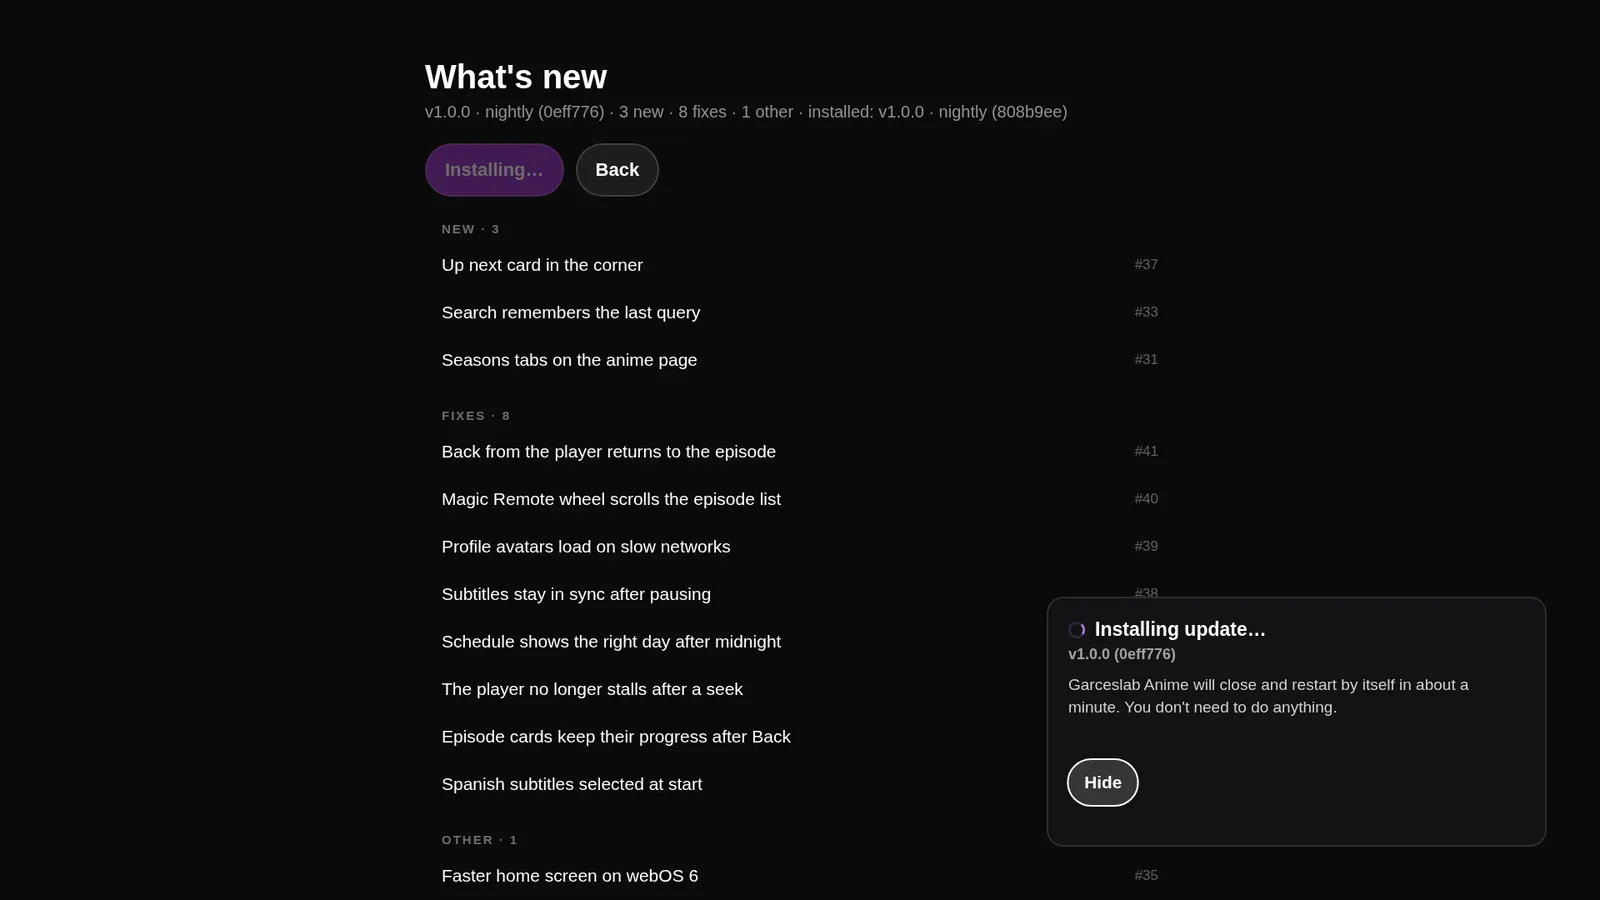 What's new
v1.0.0 · nightly (0eff776) · 3 new · 8 fixes · 1 other · installed: v1.0.0 · nightly (808b9ee)
Installing…
Back
NEW · 3
Up next card in the corner #37
Search remembers the last query #33
Seasons tabs on the anime page #31
FIXES · 8
Back from the player returns to the episode #41
Magic Remote wheel scrolls the episode list #40
Profile avatars load on slow networks #39
Subtitles stay in sync after pausing #38
Schedule shows the right day after midnight
The player no longer stalls after a seek
Episode cards keep their progress after Back
Spanish subtitles selected at start
OTHER · 1
Faster home screen on webOS 6 #35
Installing update…
v1.0.0 (0eff776)
Garceslab Anime will close and restart by itself in about a
minute. You don't need to do anything.
Hide